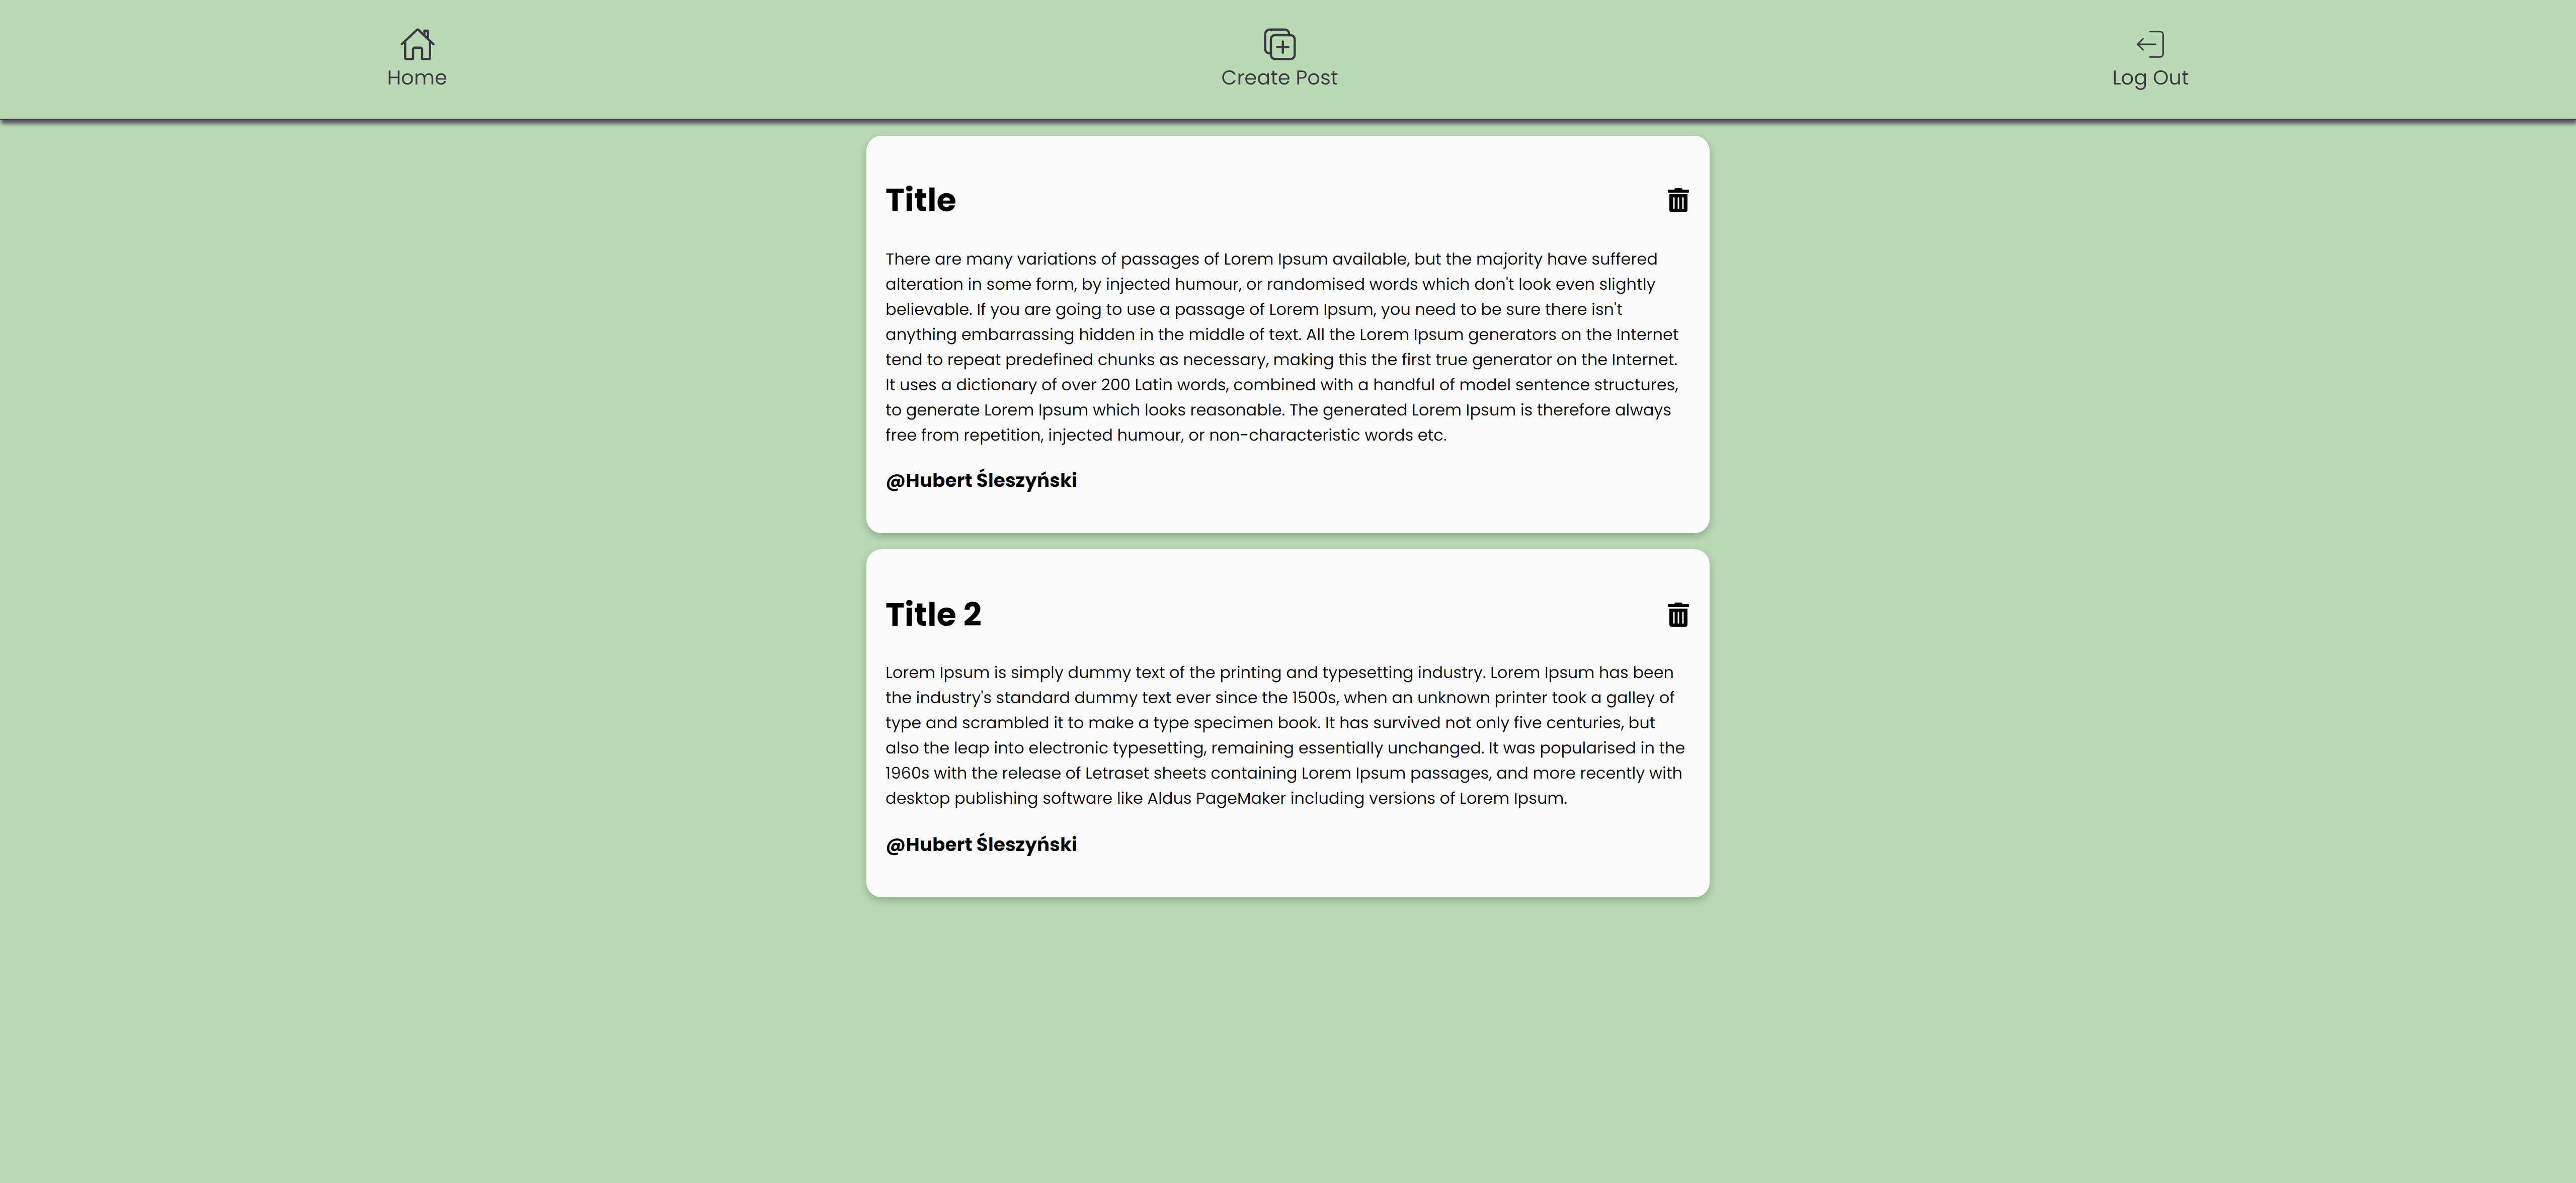 Home
Create Post
Log Out
Title
There are many variations of passages of Lorem Ipsum available, but the majority have suffered
alteration in some form, by injected humour, or randomised words which don't look even slightly
believable. If you are going to use a passage of Lorem Ipsum, you need to be sure there isn't
anything embarrassing hidden in the middle of text. All the Lorem Ipsum generators on the Internet
tend to repeat predefined chunks as necessary, making this the first true generator on the Internet.
It uses a dictionary of over 200 Latin words, combined with a handful of model sentence structures,
to generate Lorem Ipsum which looks reasonable. The generated Lorem Ipsum is therefore always
free from repetition, injected humour, or non-characteristic words etc.
@Hubert Śleszyński
Title 2
Lorem Ipsum is simply dummy text of the printing and typesetting industry. Lorem Ipsum has been
the industry's standard dummy text ever since the 1500s, when an unknown printer took a galley of
type and scrambled it to make a type specimen book. It has survived not only five centuries, but
also the leap into electronic typesetting, remaining essentially unchanged. It was popularised in the
1960s with the release of Letraset sheets containing Lorem Ipsum passages, and more recently with
desktop publishing software like Aldus PageMaker including versions of Lorem Ipsum.
@Hubert Śleszyński